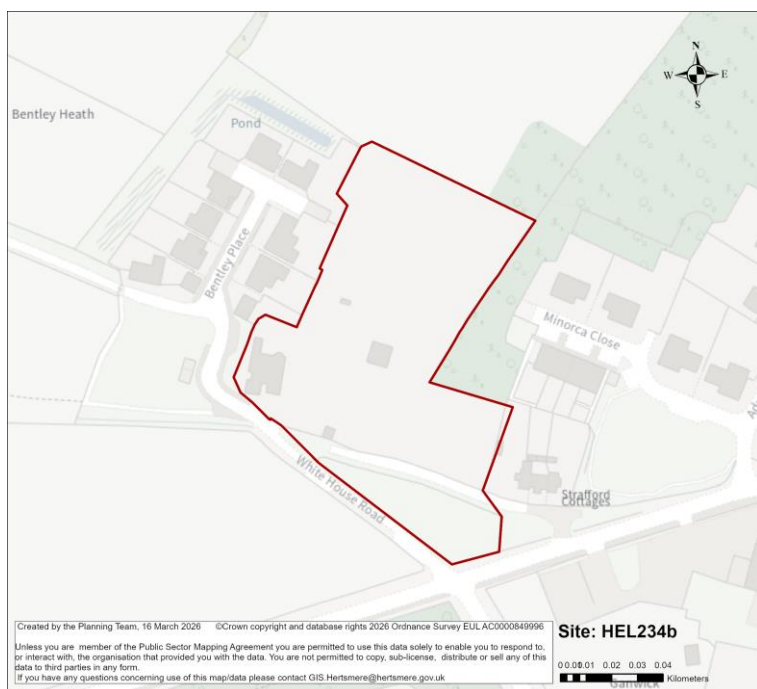 N
W E
S
Bentley Heath
Pond
Bentley Place
Minorca Close
White House Road
Strafford
Cottages
Created by the Planning Team, 16 March 2026 ©Crown copyright and database rights 2026 Ordnance Survey EUL AC0000849996
Unless you are member of the Public Sector Mapping Agreement you are permitted to use this data solely to enable you to respond to,
or interact with, the organisation that provided you with the data. You are not permitted to copy, sub-license, distribute or sell any of this
data to third parties in any form.
If you have any questions concerning use of this map/data please contact GIS.Hertsmere@hertsmere.gov.uk
Site: HEL234b
0 0.01 0.02 0.03 0.04
Kilometers
Ganwick